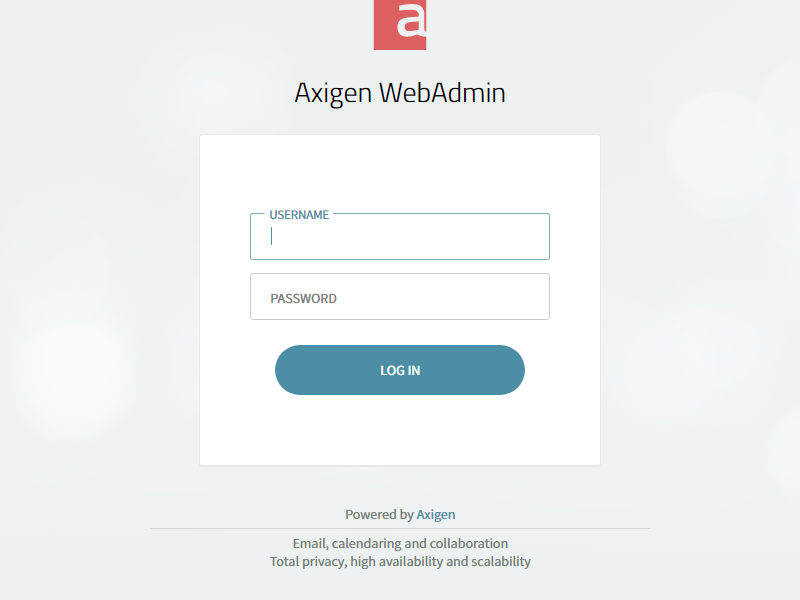 a
Axigen WebAdmin
USERNAME
PASSWORD
LOG IN
Powered by Axigen
Email, calendaring and collaboration
Total privacy, high availability and scalability